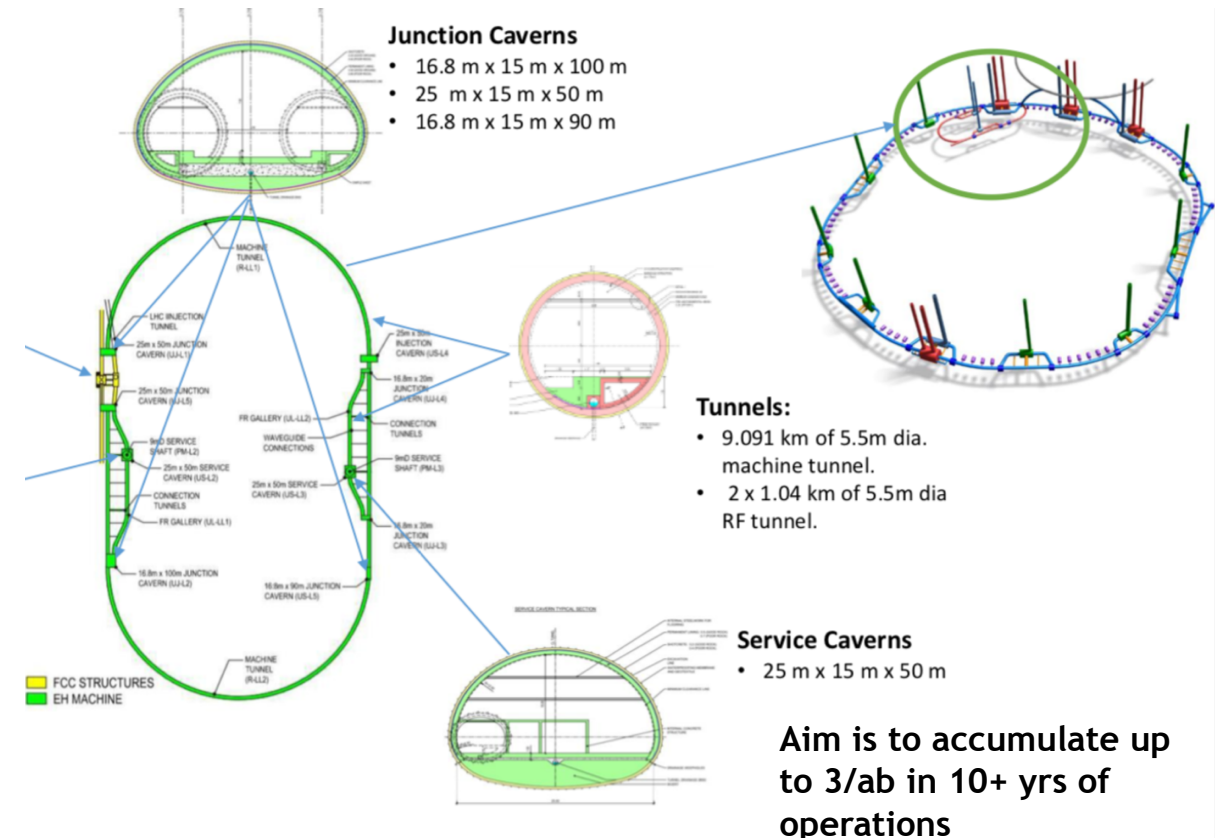 Junction Caverns
• 16.8 m x 15 m x 100 m
• 25 m x 15 m x 50 m
• 16.8 m x 15 m x 90 m
MACHINE
TUNNEL
(R-LL1)
LHC IINJECTION
TUNNEL
25m x 50m JUNCTION
CAVERN (UJ-L1)
25m x 50m JUNCTION
CAVERN (UJ-L5)
9mD SERVICE
SHAFT (PM-L2)
25m x 50m SERVICE
CAVERN (US-L2)
CONNECTION
TUNNELS
FR GALLERY (UL-LL1)
16.8m x 100m JUNCTION
CAVERN (UJ-L2)
25m x 50m
INJECTION
CAVERN (US-L4
16.8m x 20m
JUNCTION
CAVERN (UJ-L4)
FR GALLERY (UL-LL2)
CONNECTION
TUNNELS
WAVEGUIDE
CONNECTIONS
9mD SERVICE
SHAFT (PM-L3)
25m x 50m SERVICE
CAVERN (US-L3)
16.8m x 20m
JUNCTION
CAVERN (UJ-L3)
16.8m x 90m JUNCTION
CAVERN (US-L5)
MACHINE
TUNNEL
(R-LL2)
FCC STRUCTURES
EH MACHINE
Tunnels:
• 9.091 km of 5.5m dia.
machine tunnel.
• 2 x 1.04 km of 5.5m dia
RF tunnel.
SERVICE CAVERN TYPICAL SECTION
Service Caverns
• 25 m x 15 m x 50 m
Aim is to accumulate up
to 3/ab in 10+ yrs of
operations